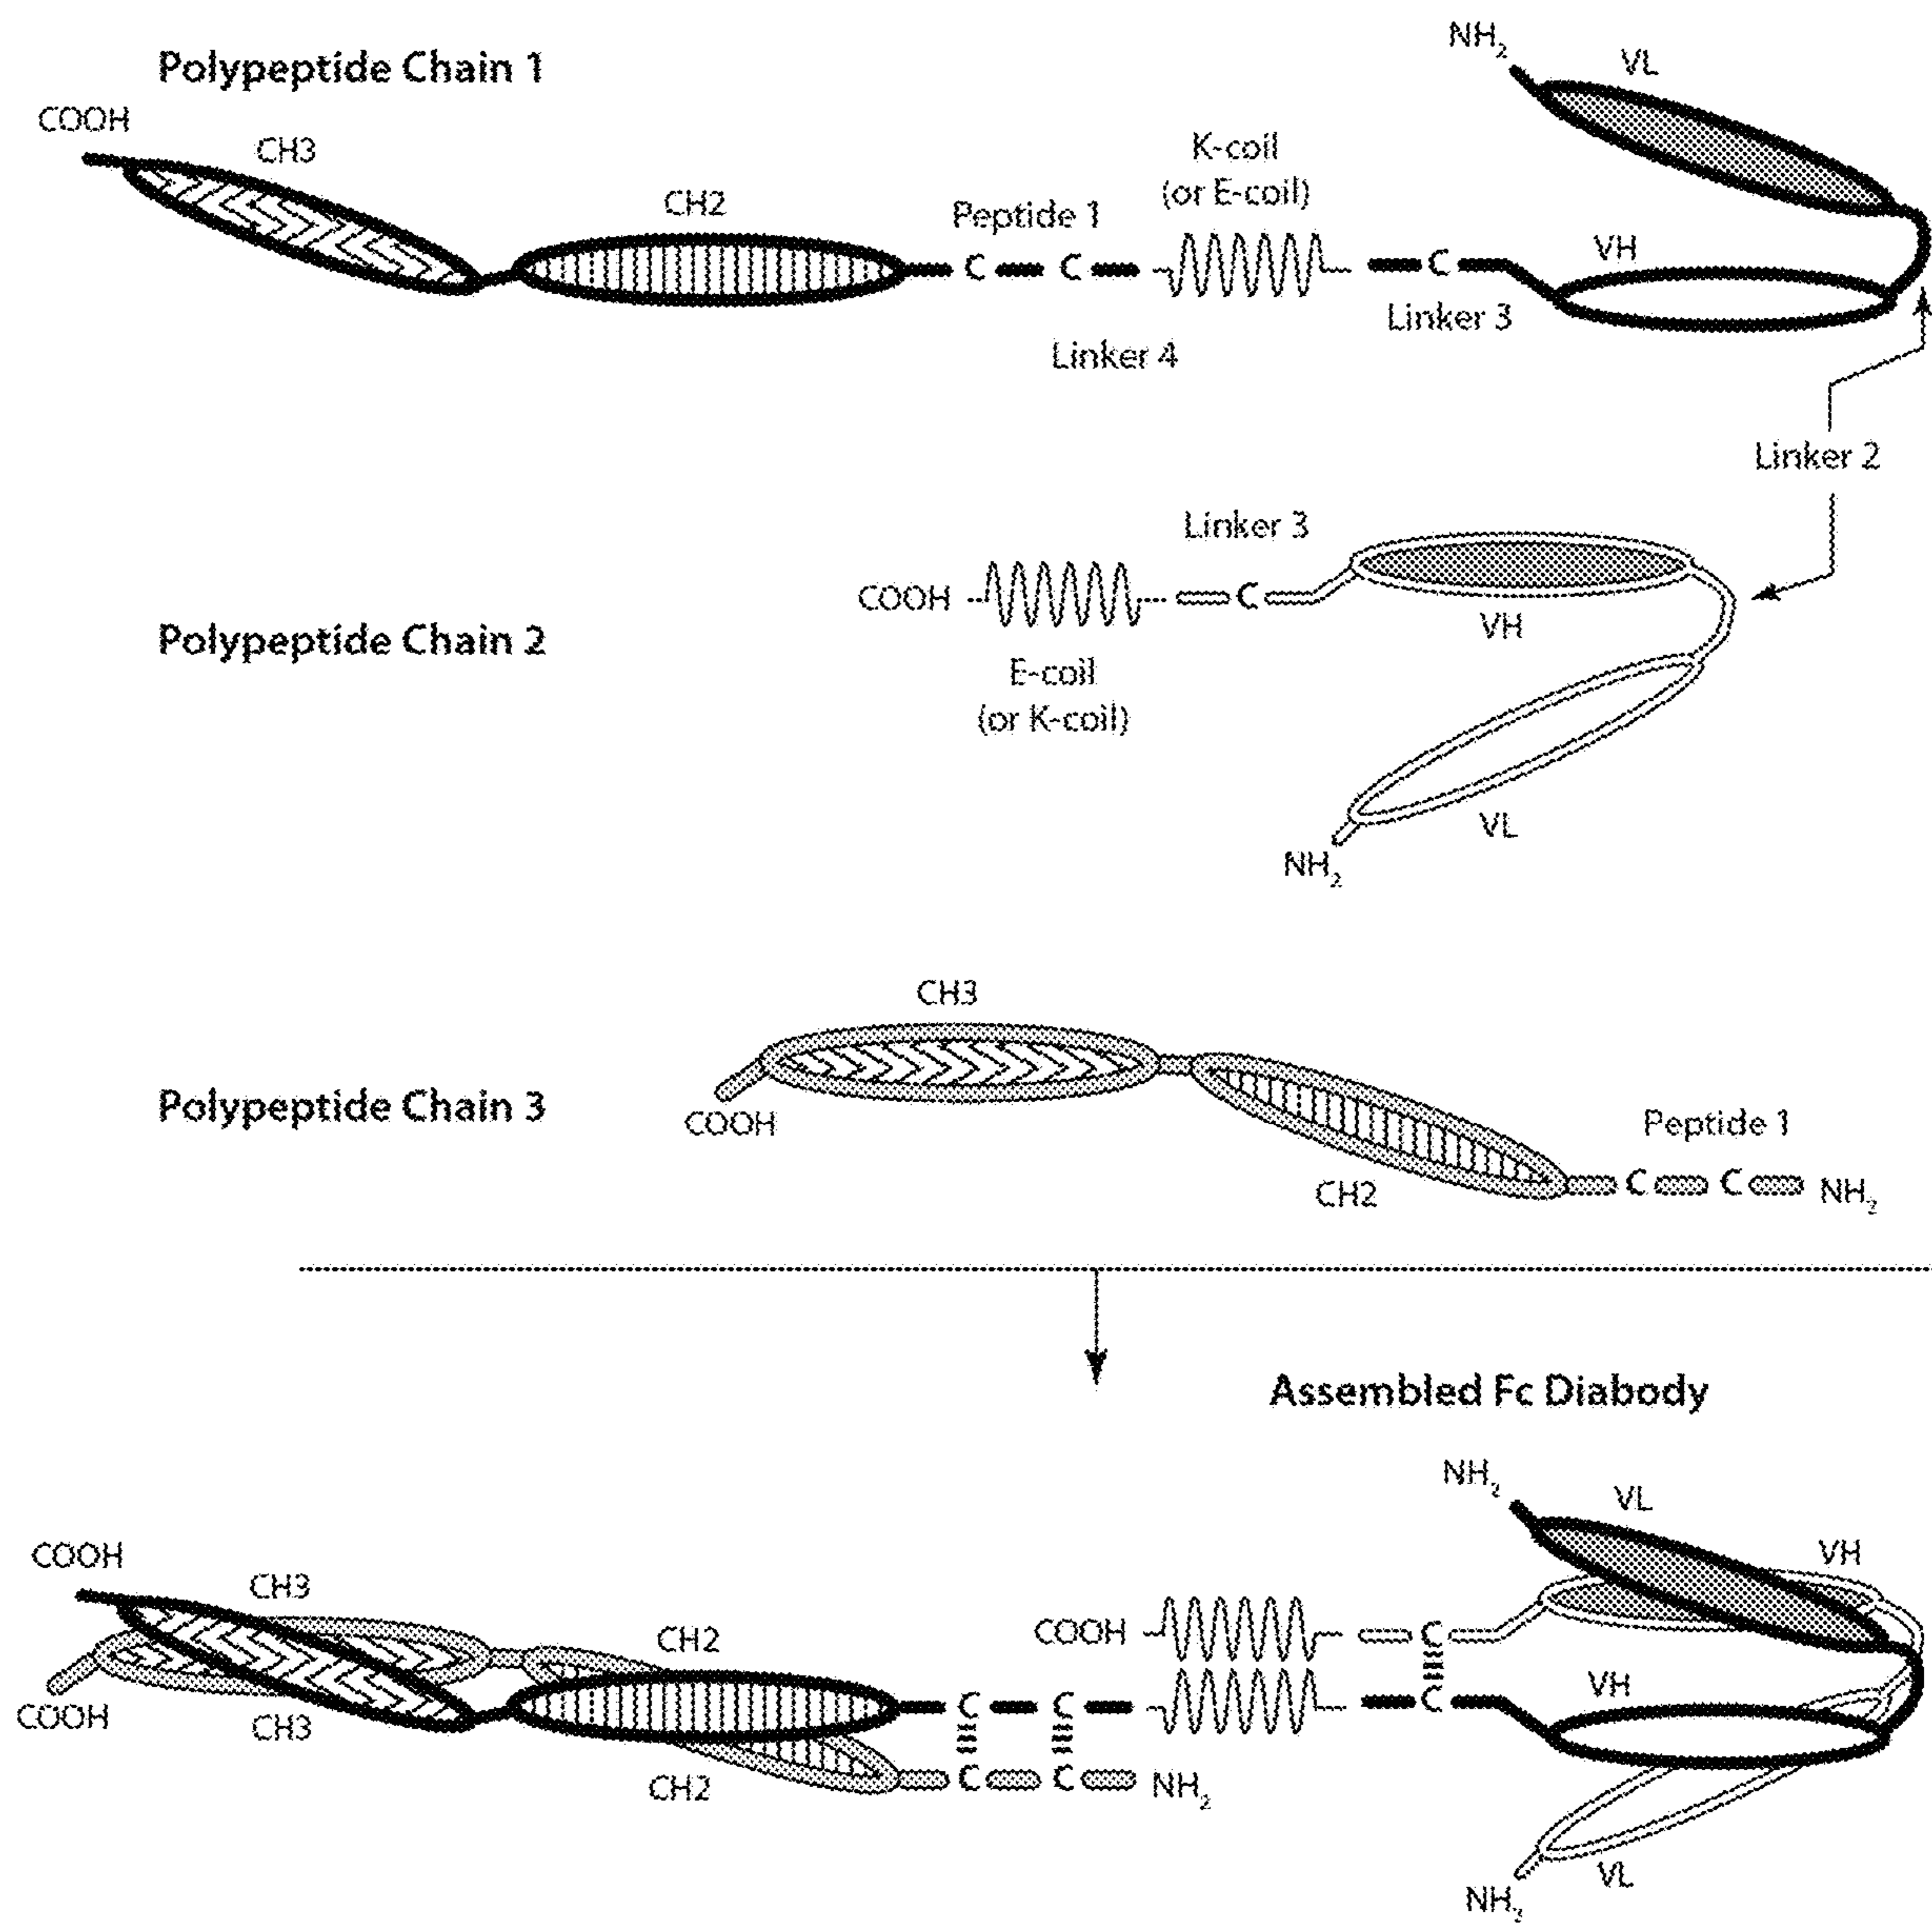 Polypeptide Chain 1
COOH
CH3
CH2
Peptide 1
C
C
Linker 4
K-coil
(or E-coil)
C
Linker 3
NH2
VL
VH
Linker 2
Polypeptide Chain 2
COOH
E-coil
(or K-coil)
Linker 3
C
VH
VL
NH2
Polypeptide Chain 3
COOH
CH3
CH2
Peptide 1
C
C
NH2
Assembled Fc Diabody
COOH
CH3
COOH
CH3
CH2
CH2
C
C
C
C
NH2
COOH
C
C
NH2
VL
VH
VH
VL
NH2